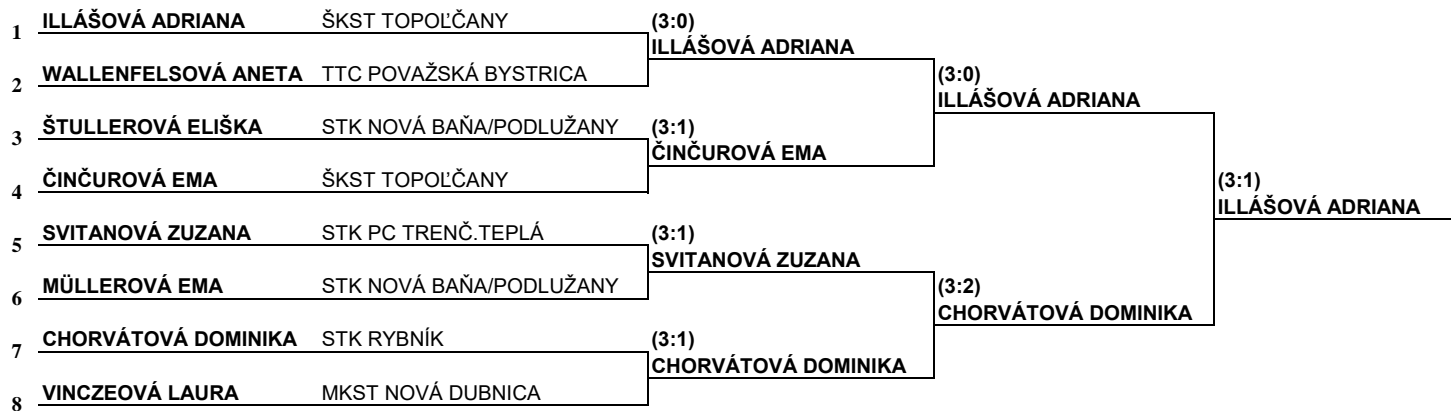 1 ILLÁŠOVÁ ADRIANA ŠKST TOPOĽČANY (3:0)
ILLÁŠOVÁ ADRIANA
2 WALLENFELSOVÁ ANETA TTC POVAŽSKÁ BYSTRICA (3:0)
ILLÁŠOVÁ ADRIANA
3 ŠTULLEROVÁ ELIŠKA STK NOVÁ BAŇA/PODLUŽANY (3:1)
ČINČUROVÁ EMA
4 ČINČUROVÁ EMA ŠKST TOPOĽČANY (3:1)
ILLÁŠOVÁ ADRIANA
5 SVITANOVÁ ZUZANA STK PC TRENČ.TEPLÁ (3:1)
SVITANOVÁ ZUZANA
6 MÜLLEROVÁ EMA STK NOVÁ BAŇA/PODLUŽANY (3:2)
CHORVÁTOVÁ DOMINIKA
7 CHORVÁTOVÁ DOMINIKA STK RYBNÍK (3:1)
CHORVÁTOVÁ DOMINIKA
8 VINCZEOVÁ LAURA MKST NOVÁ DUBNICA